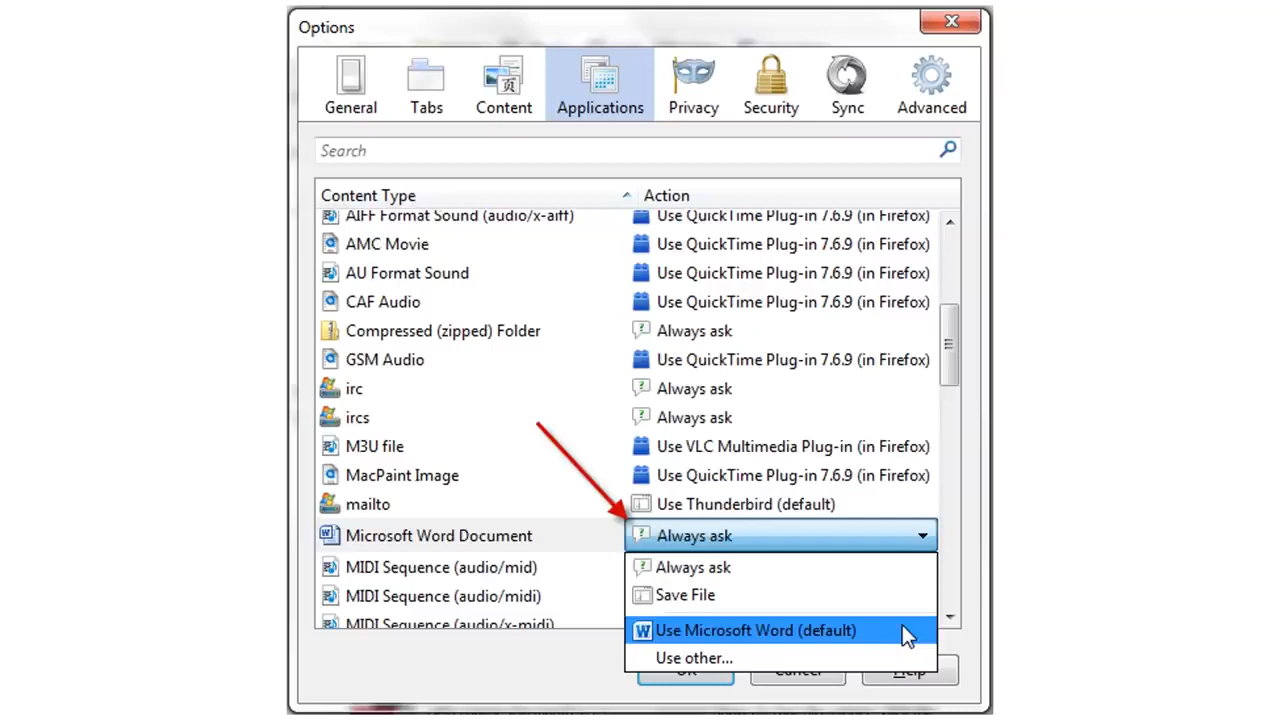 Options
General Tabs Content Applications Privacy Security Sync Advanced
Search
Content Type Action
AIFF Format Sound (audio/x-aiff) Use QuickTime Plug-in 7.6.9 (in Firefox)
AMC Movie Use QuickTime Plug-in 7.6.9 (in Firefox)
AU Format Sound Use QuickTime Plug-in 7.6.9 (in Firefox)
CAF Audio Use QuickTime Plug-in 7.6.9 (in Firefox)
Compressed (zipped) Folder Always ask
GSM Audio Use QuickTime Plug-in 7.6.9 (in Firefox)
irc Always ask
ircs Always ask
M3U file Use VLC Multimedia Plug-in (in Firefox)
MacPaint Image Use QuickTime Plug-in 7.6.9 (in Firefox)
mailto Use Thunderbird (default)
Microsoft Word Document Always ask
MIDI Sequence (audio/mid) Always ask
MIDI Sequence (audio/midi) Save File
MIDI Sequence (audio/x-midi) Use Microsoft Word (default)
Use other...
OK Cancel Help